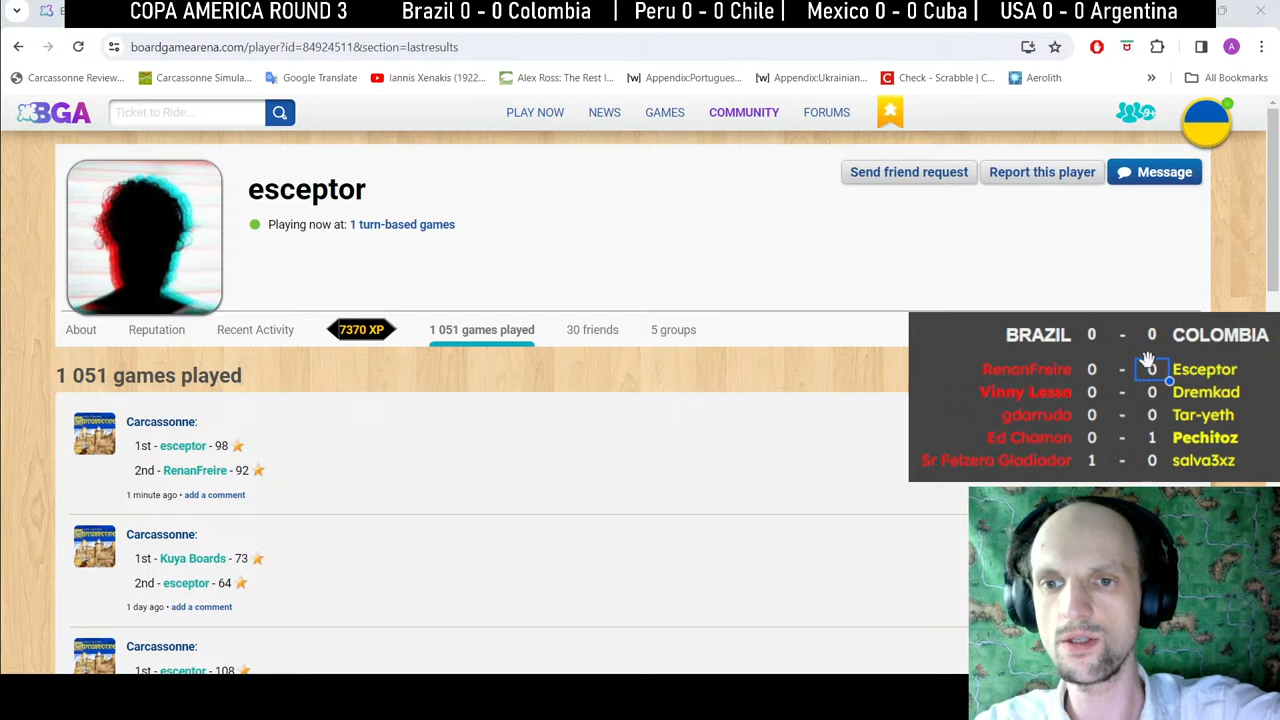 COPA AMERICA ROUND 3 Brazil 0 - 0 Colombia | Peru 0 - 0 Chile | Mexico 0 - 0 Cuba | USA 0 - 0 Argentina
boardgamearena.com/player?id=84924511&section=lastresults
A
Carcassonne Review... Carcassonne Simula... Google Translate Iannis Xenakis (1922... Alex Ross: The Rest I... Appendix:Portugues... Appendix:Ukrainian... Check - Scrabble | C... Aerolith » All Bookmarks
BGA Ticket to Ride... PLAY NOW NEWS GAMES COMMUNITY FORUMS 9+
esceptor
Send friend request Report this player Message
Playing now at: 1 turn-based games
About Reputation Recent Activity 7370 XP 1 051 games played 30 friends 5 groups
1 051 games played
Carcassonne:
1st - esceptor - 98
2nd - RenanFreire - 92
1 minute ago • add a comment
Carcassonne:
1st - Kuya Boards - 73
2nd - esceptor - 64
1 day ago • add a comment
Carcassonne:
1st - esceptor - 108
BRAZIL 0 - 0 COLOMBIA
RenanFreire 0 - 0 Esceptor
Vinny Lessa 0 - 0 Dremkad
gdarruda 0 - 0 Tar-yeth
Ed Chamon 0 - 1 Pechitoz
Sr Felzera Gladiador 1 - 0 salva3xz